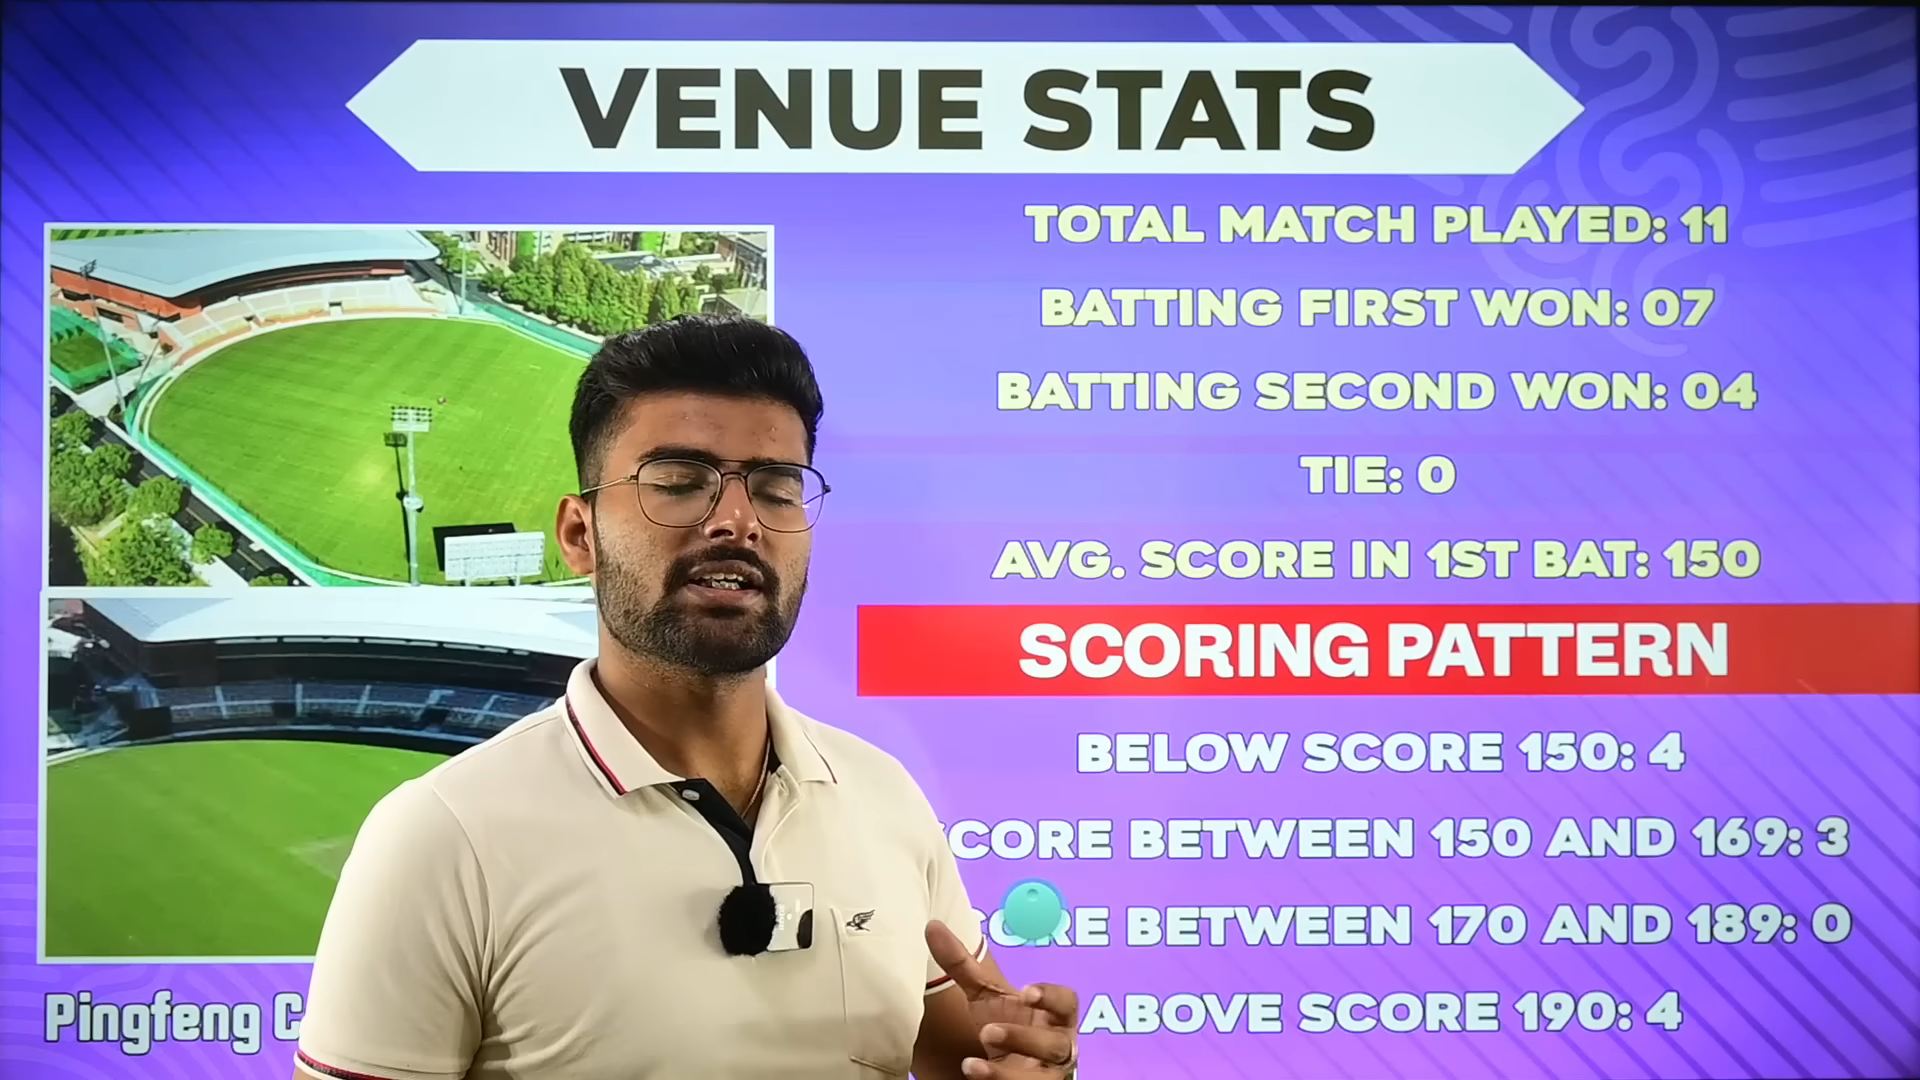 VENUE STATS
TOTAL MATCH PLAYED: 11
BATTING FIRST WON: 07
BATTING SECOND WON: 04
TIE: 0
AVG. SCORE IN 1ST BAT: 150
SCORING PATTERN
BELOW SCORE 150: 4
CORE BETWEEN 150 AND 169: 3
CORE BETWEEN 170 AND 189: 0
ABOVE SCORE 190: 4
Pingfeng C